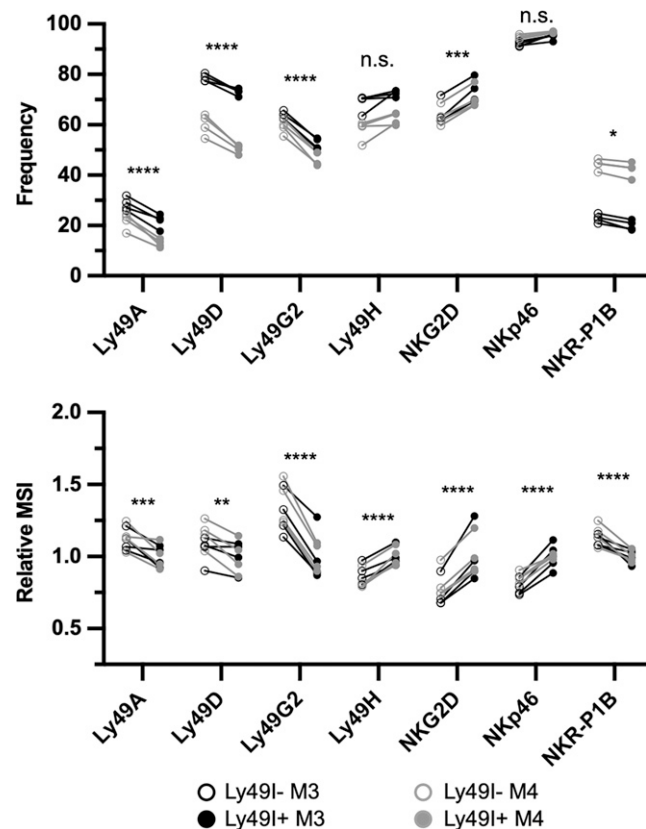 Frequency
100
80
60
40
20
0
****
****
****
n.s.
***
n.s.
*
Ly49A
Ly49D
Ly49G2
Ly49H
NKG2D
NKp46
NKR-P1B
Relative MSI
2.0
1.5
1.0
0.5
***
**
****
****
****
****
****
Ly49A
Ly49D
Ly49G2
Ly49H
NKG2D
NKp46
NKR-P1B
Ly49I- M3 Ly49I- M4
Ly49I+ M3 Ly49I+ M4